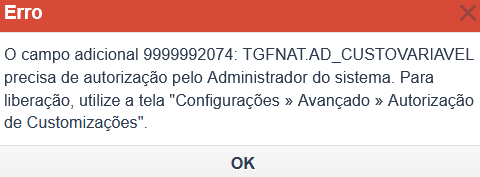 Erro
O campo adicional 9999992074: TGFNAT.AD_CUSTOVARIAVEL
precisa de autorização pelo Administrador do sistema. Para
liberação, utilize a tela "Configurações » Avançado » Autorização
de Customizações".
OK